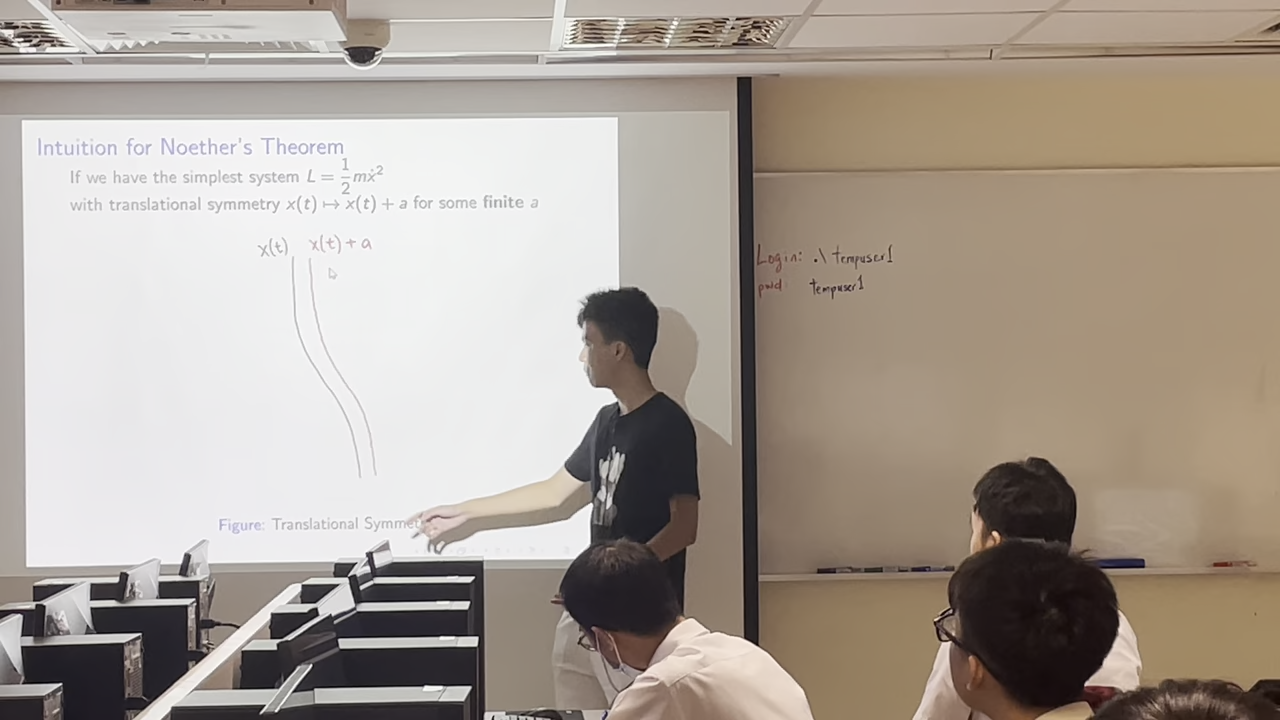 Intuition for Noether's Theorem
If we have the simplest system L = 1/2 mẋ²
with translational symmetry x(t) ↦ x(t) + a for some finite a
x(t) x(t) + a
Figure: Translational Symmet
Login: .\ tempuser1
pwd: tempuser1